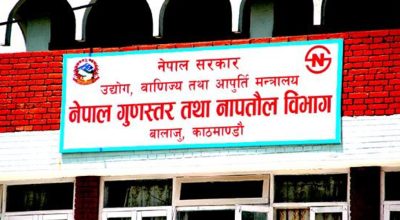 नेपाल सरकार
उद्योग, बाणिज्य तथा आपुर्ति मन्त्रालय
नेपाल गुणस्तर तथा नापतौल विभाग
बालाजु, काठमाण्डौ